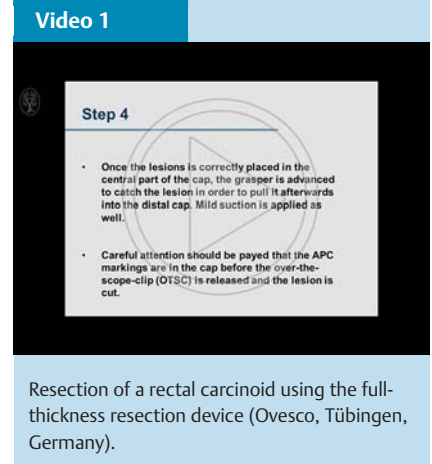 Video 1
Step 4
• Once the lesions is correctly placed in the
central part of the cap, the grasper is advanced
to catch the lesion in order to pull it afterwards
into the distal cap. Mild suction is applied as
well.
• Careful attention should be payed that the APC
markings are in the cap before the over-the-
scope-clip (OTSC) is released and the lesion is
cut.
Resection of a rectal carcinoid using the full-
thickness resection device (Ovesco, Tübingen,
Germany).